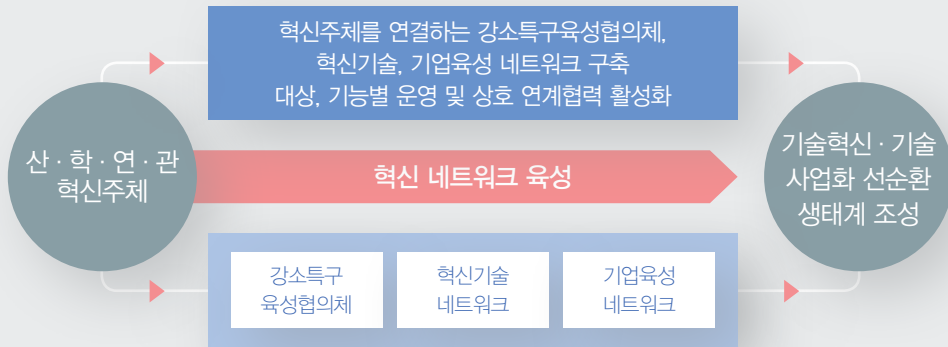 혁신주체를 연결하는 강소특구육성협의체,
혁신기술, 기업육성 네트워크 구축
대상, 기능별 운영 및 상호 연계협력 활성화
산·학·연·관
혁신주체
혁신 네트워크 육성
기술혁신·기술
사업화 선순환
생태계 조성
강소특구
육성협의체
혁신기술
네트워크
기업육성
네트워크